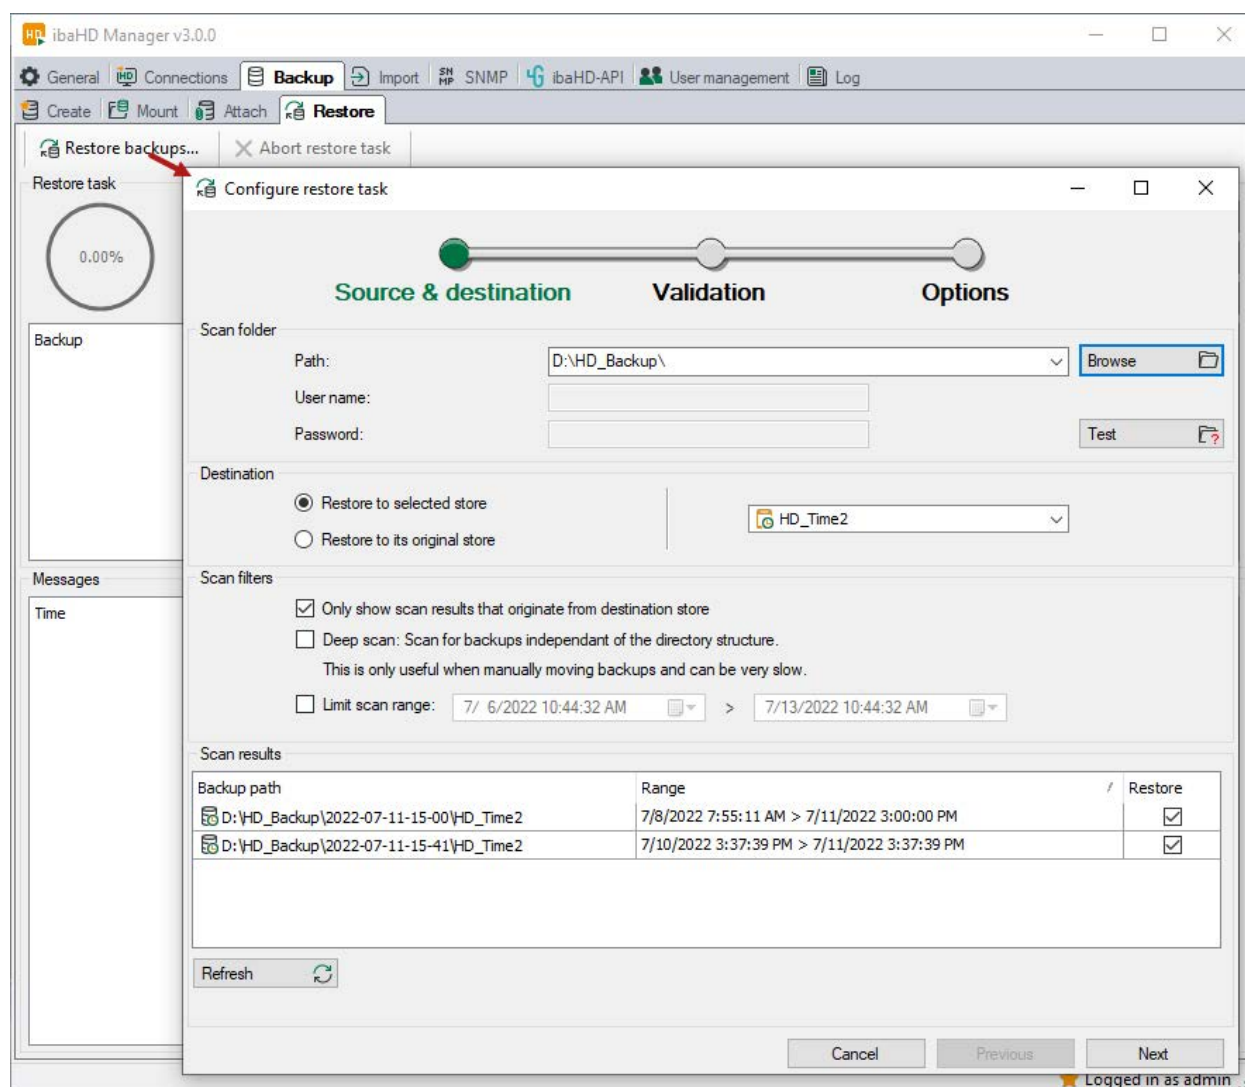 ibaHD Manager v3.0.0
General Connections Backup Import SNMP ibaHD-API User management Log
Create Mount Attach Restore
Restore backups... Abort restore task
Restore task
0.00%
Backup
Messages
Time
Configure restore task
Source & destination Validation Options
Scan folder
Path: D:\HD_Backup\ Browse
User name:
Password: Test
Destination
Restore to selected store
HD_Time2
Restore to its original store
Scan filters
Only show scan results that originate from destination store
Deep scan: Scan for backups independant of the directory structure.
This is only useful when manually moving backups and can be very slow.
Limit scan range: 7/ 6/2022 10:44:32 AM > 7/13/2022 10:44:32 AM
Scan results
Backup path Range Restore
D:\HD_Backup\2022-07-11-15-00\HD_Time2 7/8/2022 7:55:11 AM > 7/11/2022 3:00:00 PM
D:\HD_Backup\2022-07-11-15-41\HD_Time2 7/10/2022 3:37:39 PM > 7/11/2022 3:37:39 PM
Refresh
Cancel Previous Next
Logged in as admin